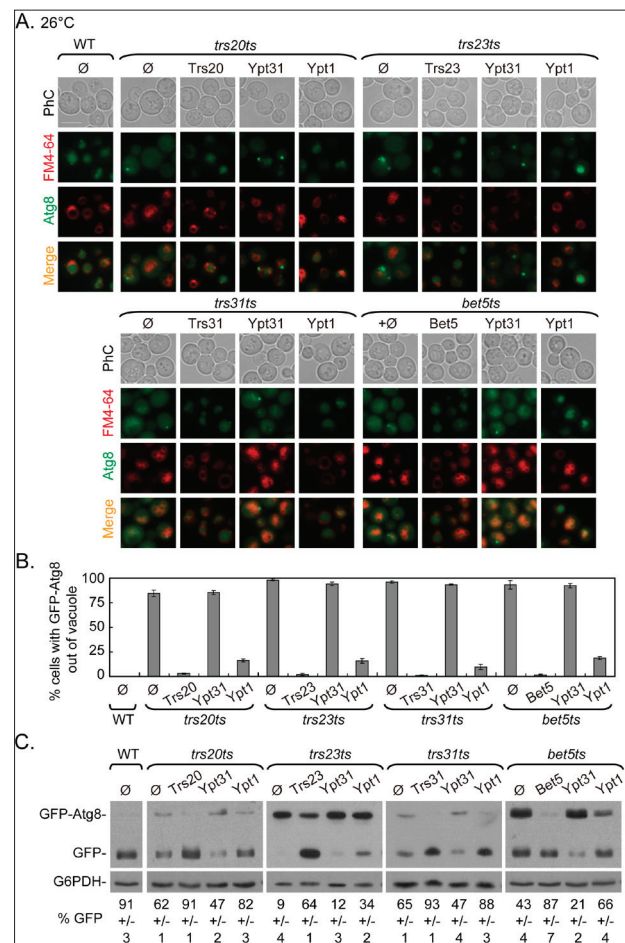 A. 26°C
WT trs20ts trs23ts
Ø Ø Trs20 Ypt31 Ypt1 Ø Trs23 Ypt31 Ypt1
PhC
FM4-64
Atg8
Merge
trs31ts bet5ts
Ø Trs31 Ypt31 Ypt1 +Ø Bet5 Ypt31 Ypt1
PhC
FM4-64
Atg8
Merge
B.
% cells with GFP-Atg8
out of vacuole
100
75
50
25
0
Ø Ø Trs20 Ypt31 Ypt1 Ø Trs23 Ypt31 Ypt1 Ø Trs31 Ypt31 Ypt1 Ø Bet5 Ypt31 Ypt1
WT trs20ts trs23ts trs31ts bet5ts
C.
WT trs20ts trs23ts trs31ts bet5ts
Ø Ø Trs20 Ypt31 Ypt1 Ø Trs23 Ypt31 Ypt1 Ø Trs31 Ypt31 Ypt1 Ø Bet5 Ypt31 Ypt1
GFP-Atg8-
GFP-
G6PDH-
91 62 91 47 82 9 64 12 34 65 93 47 88 43 87 21 66
% GFP +/- +/- +/- +/- +/- +/- +/- +/- +/- +/- +/- +/- +/- +/- +/- +/- +/-
3 1 1 2 3 4 1 3 2 1 1 4 3 4 7 2 4